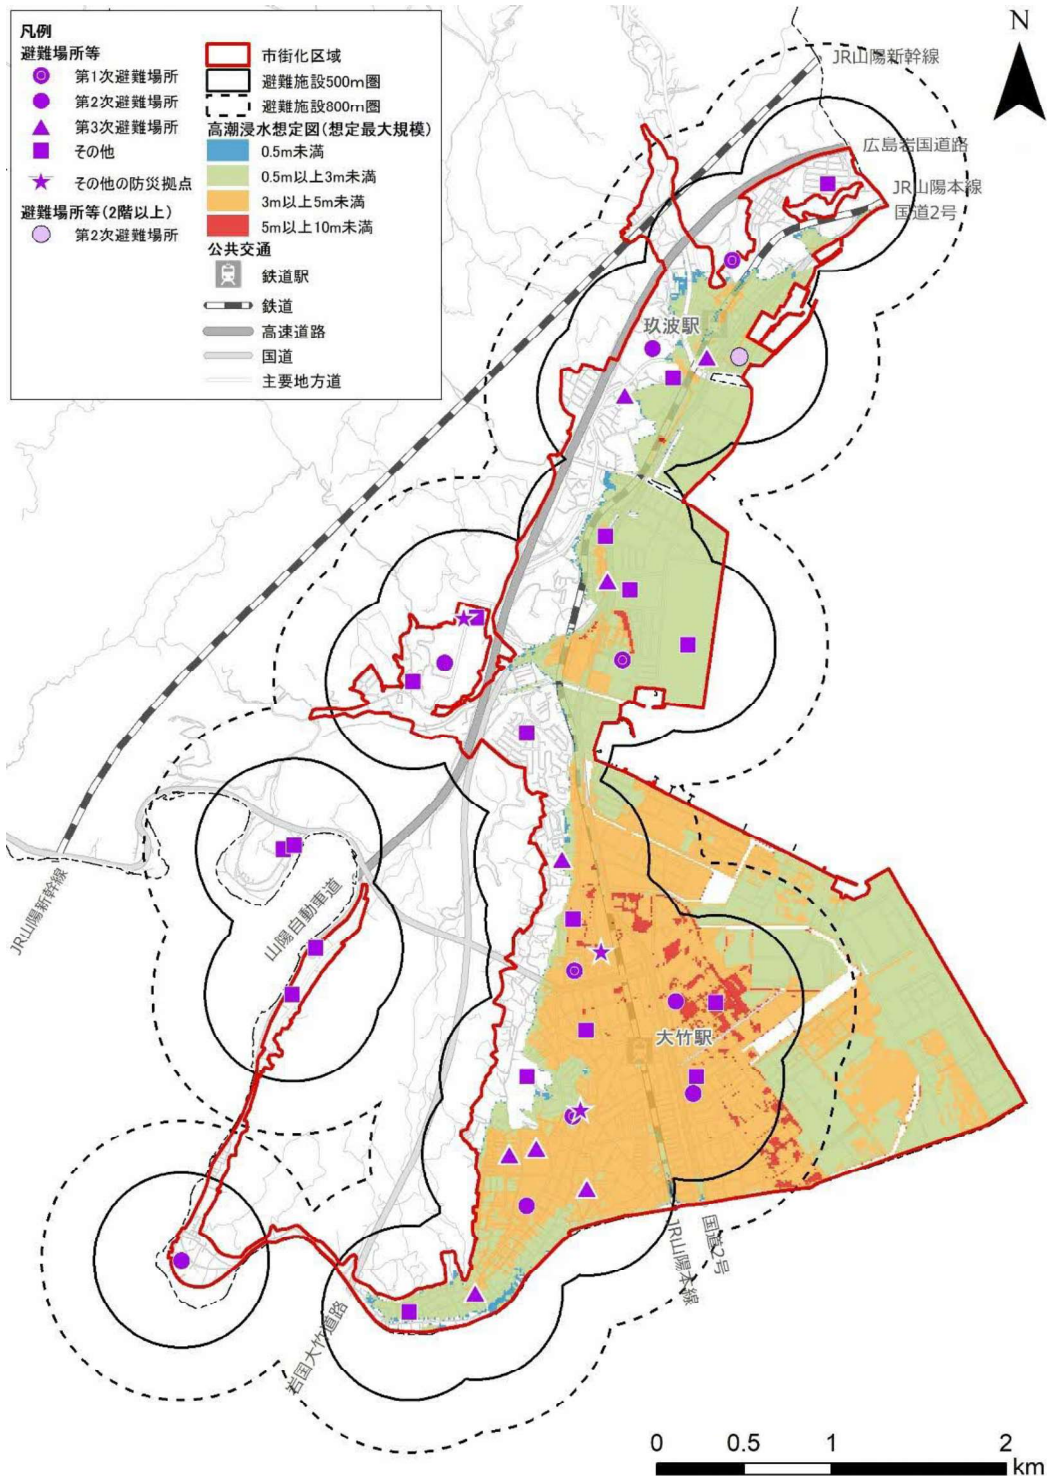 凡例
避難場所等
第1次避難場所
第2次避難場所
第3次避難場所
その他
その他の防災拠点
避難場所等(2階以上)
第2次避難場所
市街化区域
避難施設500m圏
避難施設800m圏
高潮浸水想定図(想定最大規模)
0.5m未満
0.5m以上3m未満
3m以上5m未満
5m以上10m未満
公共交通
鉄道駅
鉄道
高速道路
国道
主要地方道
N
JR山陽新幹線
広島岩国道路
JR山陽本線
国道2号
玖波駅
JR山陽新幹線
山陽自動車道
大竹駅
国道2号
JR山陽本線
岩国大竹道路
0 0.5 1 2
km